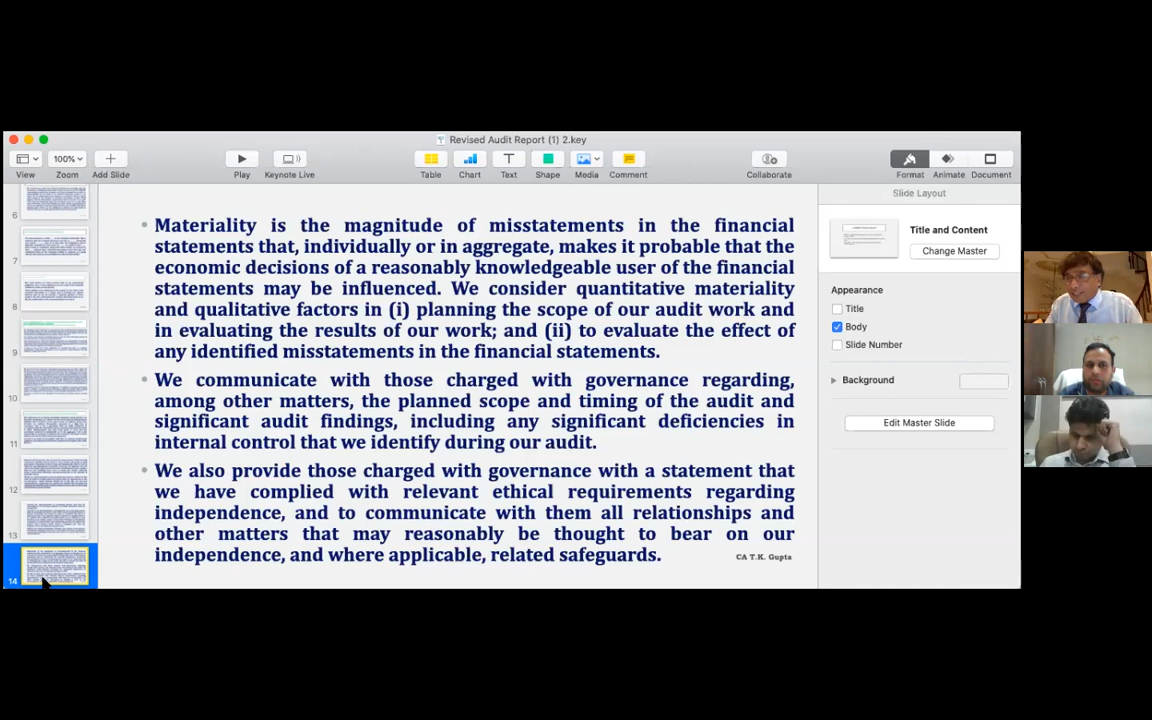 Revised Audit Report (1) 2.key
100%
View
Zoom
Add Slide
Play
Keynote Live
Table
Chart
Text
Shape
Media
Comment
Collaborate
Format
Animate
Document
6
7
8
9
10
11
12
13
14
• Materiality is the magnitude of misstatements in the financial
statements that, individually or in aggregate, makes it probable that the
economic decisions of a reasonably knowledgeable user of the financial
statements may be influenced. We consider quantitative materiality
and qualitative factors in (i) planning the scope of our audit work and
in evaluating the results of our work; and (ii) to evaluate the effect of
any identified misstatements in the financial statements.
• We communicate with those charged with governance regarding,
among other matters, the planned scope and timing of the audit and
significant audit findings, including any significant deficiencies in
internal control that we identify during our audit.
• We also provide those charged with governance with a statement that
we have complied with relevant ethical requirements regarding
independence, and to communicate with them all relationships and
other matters that may reasonably be thought to bear on our
independence, and where applicable, related safeguards.
CA T.K. Gupta
Slide Layout
Title and Content
Change Master
Appearance
Title
Body
Slide Number
Background
Edit Master Slide